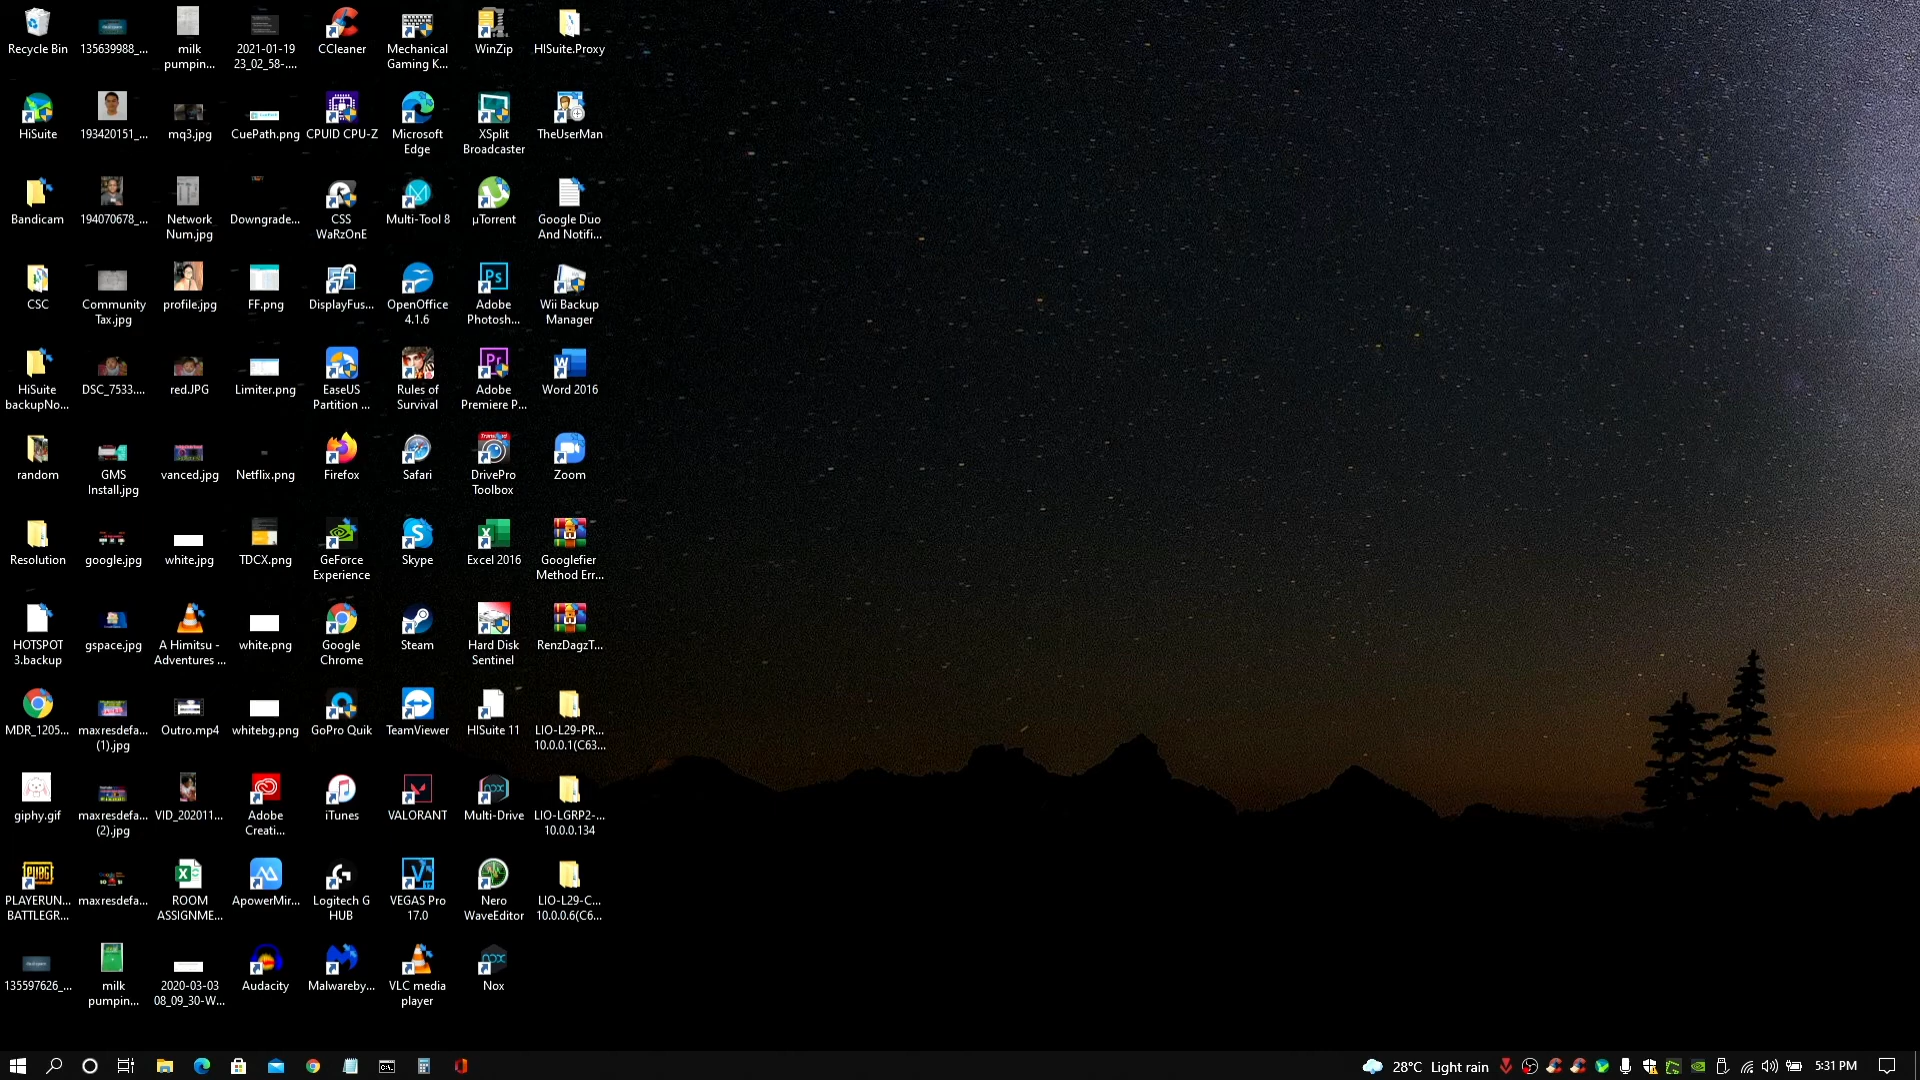 Recycle Bin
135639988_...
milk
pumpin...
2021-01-19
23_02_58-....
CCleaner
Mechanical
Gaming K...
WinZip
HISuite.Proxy
HiSuite
193420151_...
mq3.jpg
CuePath.png
CPUID CPU-Z
Microsoft
Edge
XSplit
Broadcaster
TheUserMan
Bandicam
194070678_...
Network
Num.jpg
Downgrade...
CSS
WaRzOnE
Multi-Tool 8
µTorrent
Google Duo
And Notifi...
CSC
Community
Tax.jpg
profile.jpg
FF.png
DisplayFus...
OpenOffice
4.1.6
Adobe
Photosh...
Wii Backup
Manager
HiSuite
backupNo...
DSC_7533....
red.JPG
Limiter.png
EaseUS
Partition ...
Rules of
Survival
Adobe
Premiere P...
Word 2016
random
GMS
Install.jpg
vanced.jpg
Netflix.png
Firefox
Safari
DrivePro
Toolbox
Zoom
Resolution
google.jpg
white.jpg
TDCX.png
GeForce
Experience
Skype
Excel 2016
Googlefier
Method Err...
HOTSPOT
3.backup
gspace.jpg
A Himitsu -
Adventures ...
white.png
Google
Chrome
Steam
Hard Disk
Sentinel
RenzDagzT...
MDR_1205...
maxresdefa...
(1).jpg
Outro.mp4
whitebg.png
GoPro Quik
TeamViewer
HISuite 11
LIO-L29-PR...
10.0.0.1(C63...
giphy.gif
maxresdefa...
(2).jpg
VID_202011...
Adobe
Creati...
iTunes
VALORANT
Multi-Drive
LIO-LGRP2-...
10.0.0.134
PLAYERUN...
BATTLEGR...
maxresdefa...
ROOM
ASSIGNME...
ApowerMir...
Logitech G
HUB
VEGAS Pro
17.0
Nero
WaveEditor
LIO-L29-C...
10.0.0.6(C6...
135597626_...
milk
pumpin...
2020-03-03
08_09_30-W...
Audacity
Malwareby...
VLC media
player
Nox
28°C Light rain
5:31 PM